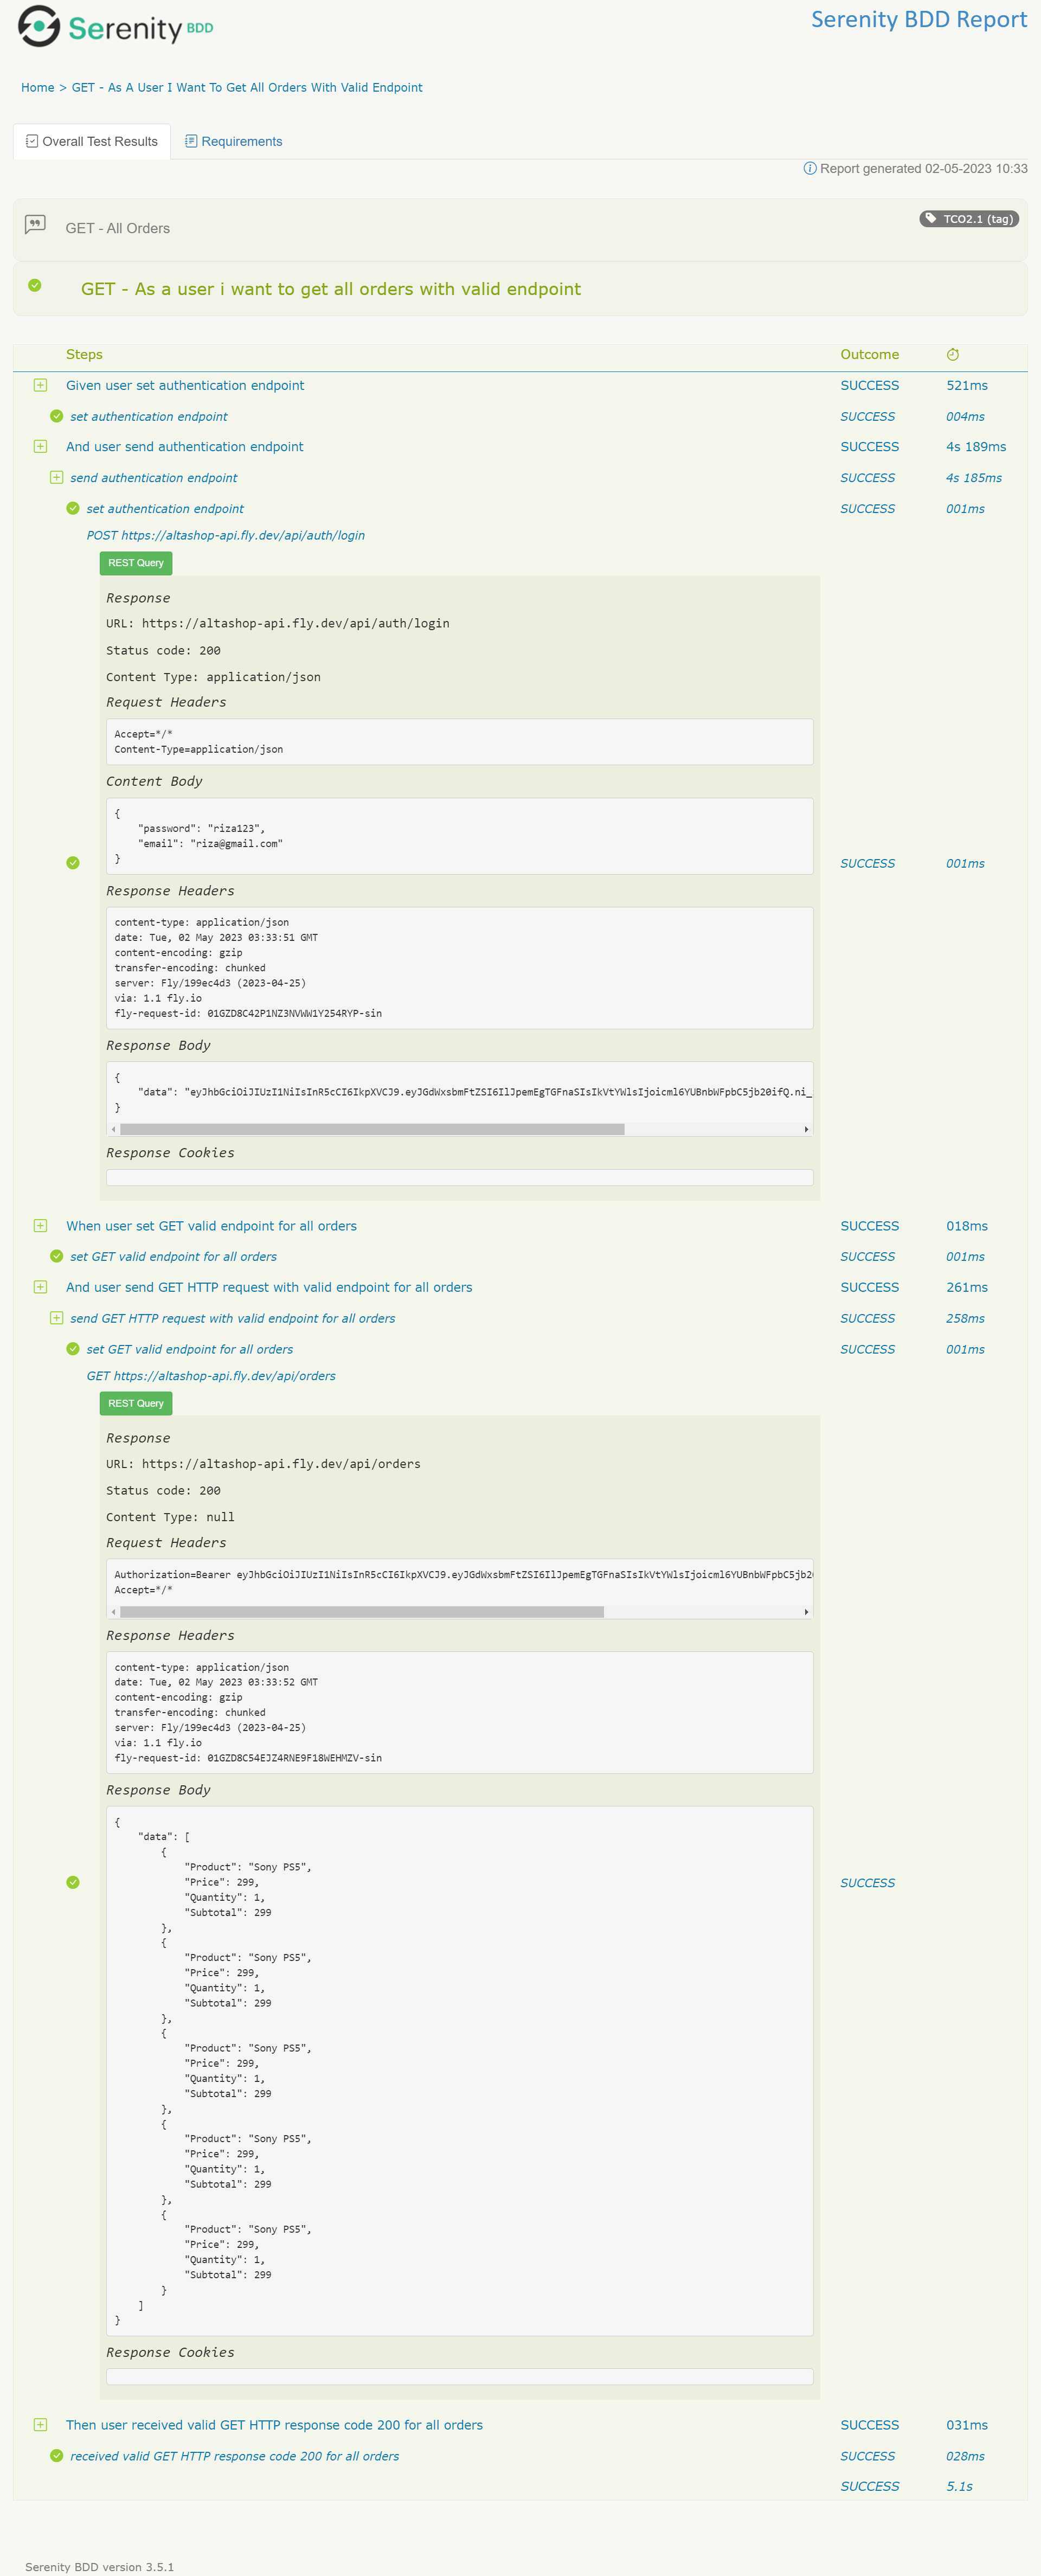 Serenity BDD
Serenity BDD Report
Home > GET - As A User I Want To Get All Orders With Valid Endpoint
Overall Test Results
Requirements
Report generated 02-05-2023 10:33
GET - All Orders
TCO2.1 (tag)
GET - As a user i want to get all orders with valid endpoint
Steps Outcome
Given user set authentication endpoint SUCCESS 521ms
set authentication endpoint SUCCESS 004ms
And user send authentication endpoint SUCCESS 4s 189ms
send authentication endpoint SUCCESS 4s 185ms
set authentication endpoint SUCCESS 001ms
POST https://altashop-api.fly.dev/api/auth/login
REST Query
Response
URL: https://altashop-api.fly.dev/api/auth/login
Status code: 200
Content Type: application/json
Request Headers
Accept=*/*
Content-Type=application/json
Content Body
{
"password": "riza123",
"email": "riza@gmail.com"
}
SUCCESS 001ms
Response Headers
content-type: application/json
date: Tue, 02 May 2023 03:33:51 GMT
content-encoding: gzip
transfer-encoding: chunked
server: Fly/199ec4d3 (2023-04-25)
via: 1.1 fly.io
fly-request-id: 01GZD8C42P1NZ3NVWW1Y254RYP-sin
Response Body
{
"data": "eyJhbGciOiJIUzI1NiIsInR5cCI6IkpXVCJ9.eyJGdWxsbmFtZSI6IlJpemEgTGFnaSIsIkVtYWlsIjoicml6YUBnbWFpbC5jb20ifQ.ni_
}
Response Cookies
When user set GET valid endpoint for all orders SUCCESS 018ms
set GET valid endpoint for all orders SUCCESS 001ms
And user send GET HTTP request with valid endpoint for all orders SUCCESS 261ms
send GET HTTP request with valid endpoint for all orders SUCCESS 258ms
set GET valid endpoint for all orders SUCCESS 001ms
GET https://altashop-api.fly.dev/api/orders
REST Query
Response
URL: https://altashop-api.fly.dev/api/orders
Status code: 200
Content Type: null
Request Headers
Authorization=Bearer eyJhbGciOiJIUzI1NiIsInR5cCI6IkpXVCJ9.eyJGdWxsbmFtZSI6IlJpemEgTGFnaSIsIkVtYWlsIjoicml6YUBnbWFpbC5jb20
Accept=*/*
Response Headers
content-type: application/json
date: Tue, 02 May 2023 03:33:52 GMT
content-encoding: gzip
transfer-encoding: chunked
server: Fly/199ec4d3 (2023-04-25)
via: 1.1 fly.io
fly-request-id: 01GZD8C54EJZ4RNE9F18WEHMZV-sin
Response Body
{
"data": [
{
"Product": "Sony PS5",
"Price": 299,
"Quantity": 1,
"Subtotal": 299
},
{
"Product": "Sony PS5",
"Price": 299,
"Quantity": 1,
"Subtotal": 299
},
{
"Product": "Sony PS5",
"Price": 299,
"Quantity": 1,
"Subtotal": 299
},
{
"Product": "Sony PS5",
"Price": 299,
"Quantity": 1,
"Subtotal": 299
},
{
"Product": "Sony PS5",
"Price": 299,
"Quantity": 1,
"Subtotal": 299
}
]
}
SUCCESS
Response Cookies
Then user received valid GET HTTP response code 200 for all orders SUCCESS 031ms
received valid GET HTTP response code 200 for all orders SUCCESS 028ms
SUCCESS 5.1s
Serenity BDD version 3.5.1